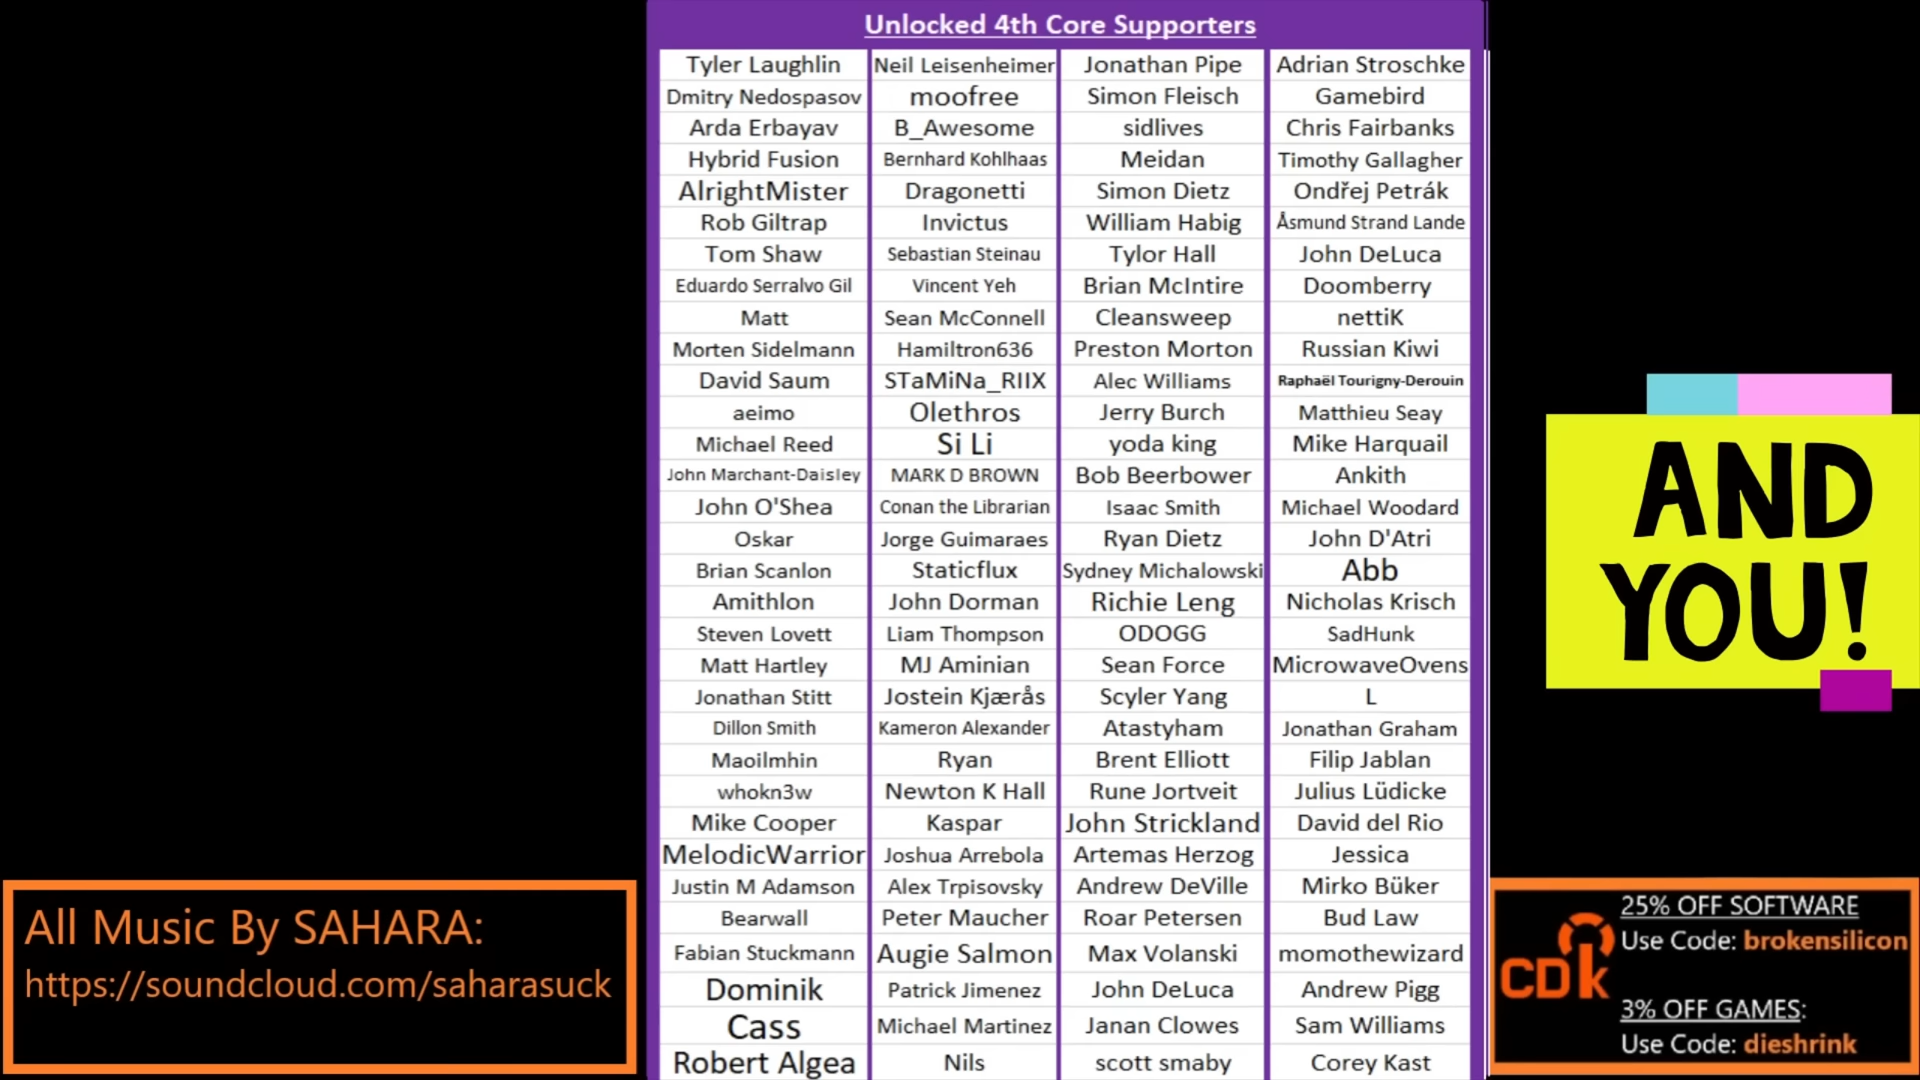 Unlocked 4th Core Supporters
Tyler Laughlin Neil Leisenheimer Jonathan Pipe Adrian Stroschke
Dmitry Nedospasov moofree Simon Fleisch Gamebird
Arda Erbayav B_Awesome sidlives Chris Fairbanks
Hybrid Fusion Bernhard Kohlhaas Meidan Timothy Gallagher
AlrightMister Dragonetti Simon Dietz Ondřej Petrák
Rob Giltrap Invictus William Habig Åsmund Strand Lande
Tom Shaw Sebastian Steinau Tylor Hall John DeLuca
Eduardo Serralvo Gil Vincent Yeh Brian McIntire Doomberry
Matt Sean McConnell Cleansweep nettiK
Morten Sidelmann Hamiltron636 Preston Morton Russian Kiwi
David Saum STaMiNa_RIIX Alec Williams Raphaël Tourigny-Derouin
aeimo Olethros Jerry Burch Matthieu Seay
Michael Reed Si Li yoda king Mike Harquail
John Marchant-Daisley MARK D BROWN Bob Beerbower Ankith
John O'Shea Conan the Librarian Isaac Smith Michael Woodard
Oskar Jorge Guimaraes Ryan Dietz John D'Atri
Brian Scanlon Staticflux Sydney Michalowski Abb
Amithlon John Dorman Richie Leng Nicholas Krisch
Steven Lovett Liam Thompson ODOGG SadHunk
Matt Hartley MJ Aminian Sean Force MicrowaveOvens
Jonathan Stitt Jostein Kjærås Scyler Yang L
Dillon Smith Kameron Alexander Atastyham Jonathan Graham
Maoilmhin Ryan Brent Elliott Filip Jablan
whokn3w Newton K Hall Rune Jortveit Julius Lüdicke
Mike Cooper Kaspar John Strickland David del Rio
MelodicWarrior Joshua Arrebola Artemas Herzog Jessica
Justin M Adamson Alex Trpisovsky Andrew DeVille Mirko Büker
Bearwall Peter Maucher Roar Petersen Bud Law
Fabian Stuckmann Augie Salmon Max Volanski momothewizard
Dominik Patrick Jimenez John DeLuca Andrew Pigg
Cass Michael Martinez Janan Clowes Sam Williams
Robert Algea Nils scott smaby Corey Kast
AND
YOU!
All Music By SAHARA:
https://soundcloud.com/saharasuck
CDk
25% OFF SOFTWARE
Use Code: brokensilicon
3% OFF GAMES:
Use Code: dieshrink